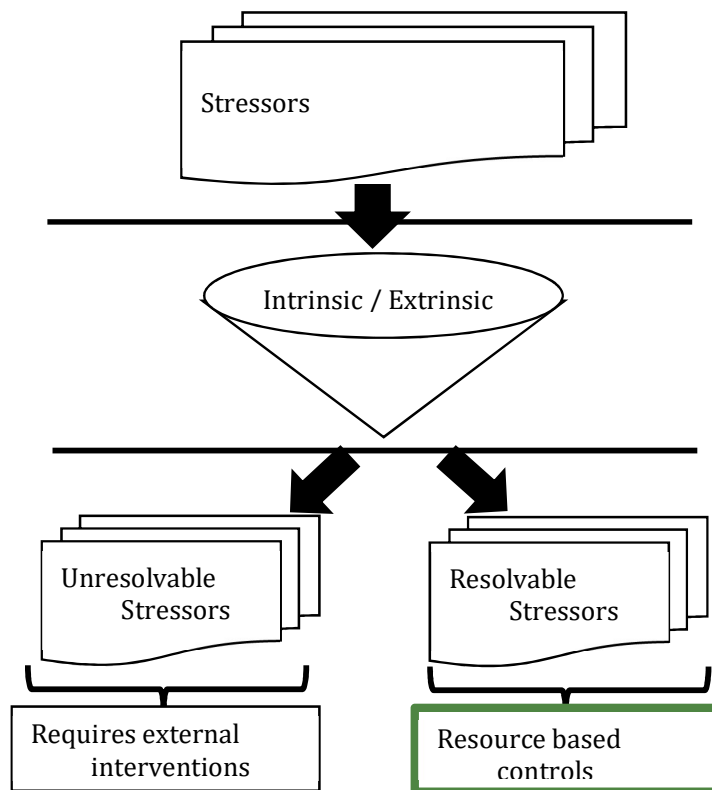 Stressors
Intrinsic / Extrinsic
Unresolvable
Stressors
Resolvable
Stressors
Requires external
interventions
Resource based
controls